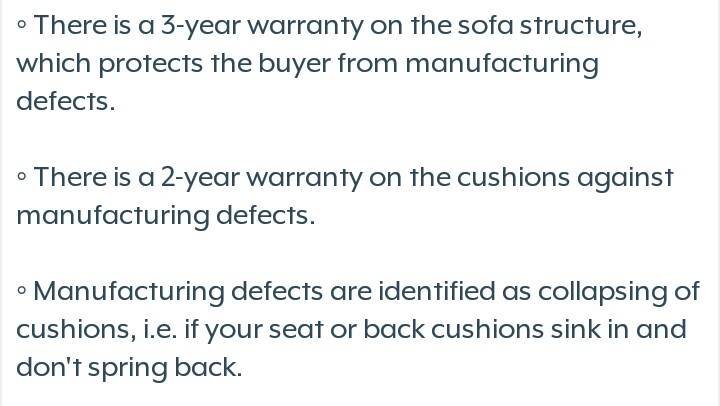 ◦ There is a 3-year warranty on the sofa structure,
which protects the buyer from manufacturing
defects.
◦ There is a 2-year warranty on the cushions against
manufacturing defects.
◦ Manufacturing defects are identified as collapsing of
cushions, i.e. if your seat or back cushions sink in and
don't spring back.